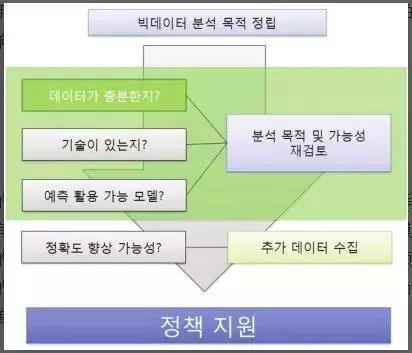 빅데이터 분석 목적 정립
데이터가 충분한지?
기술이 있는지?
예측 활용 가능 모델?
분석 목적 및 가능성
재검토
정확도 향상 가능성?
추가 데이터 수집
정책 지원